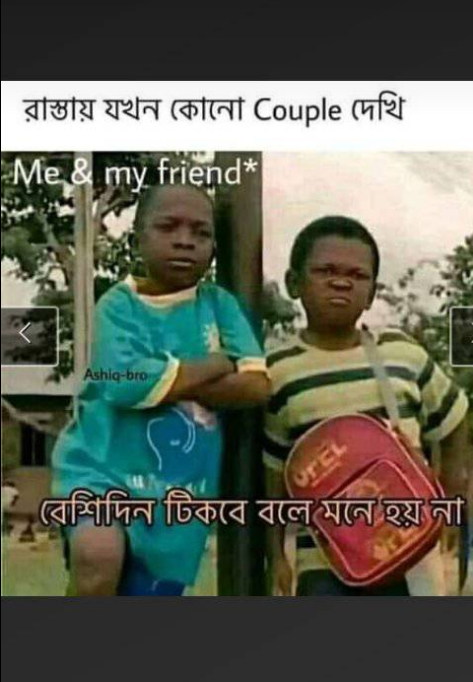 রাস্তায় যখন কোনো Couple দেখি
Me & my friend*
Ashiq-bro
বেশিদিন টিকবে বলে মনে হয় না